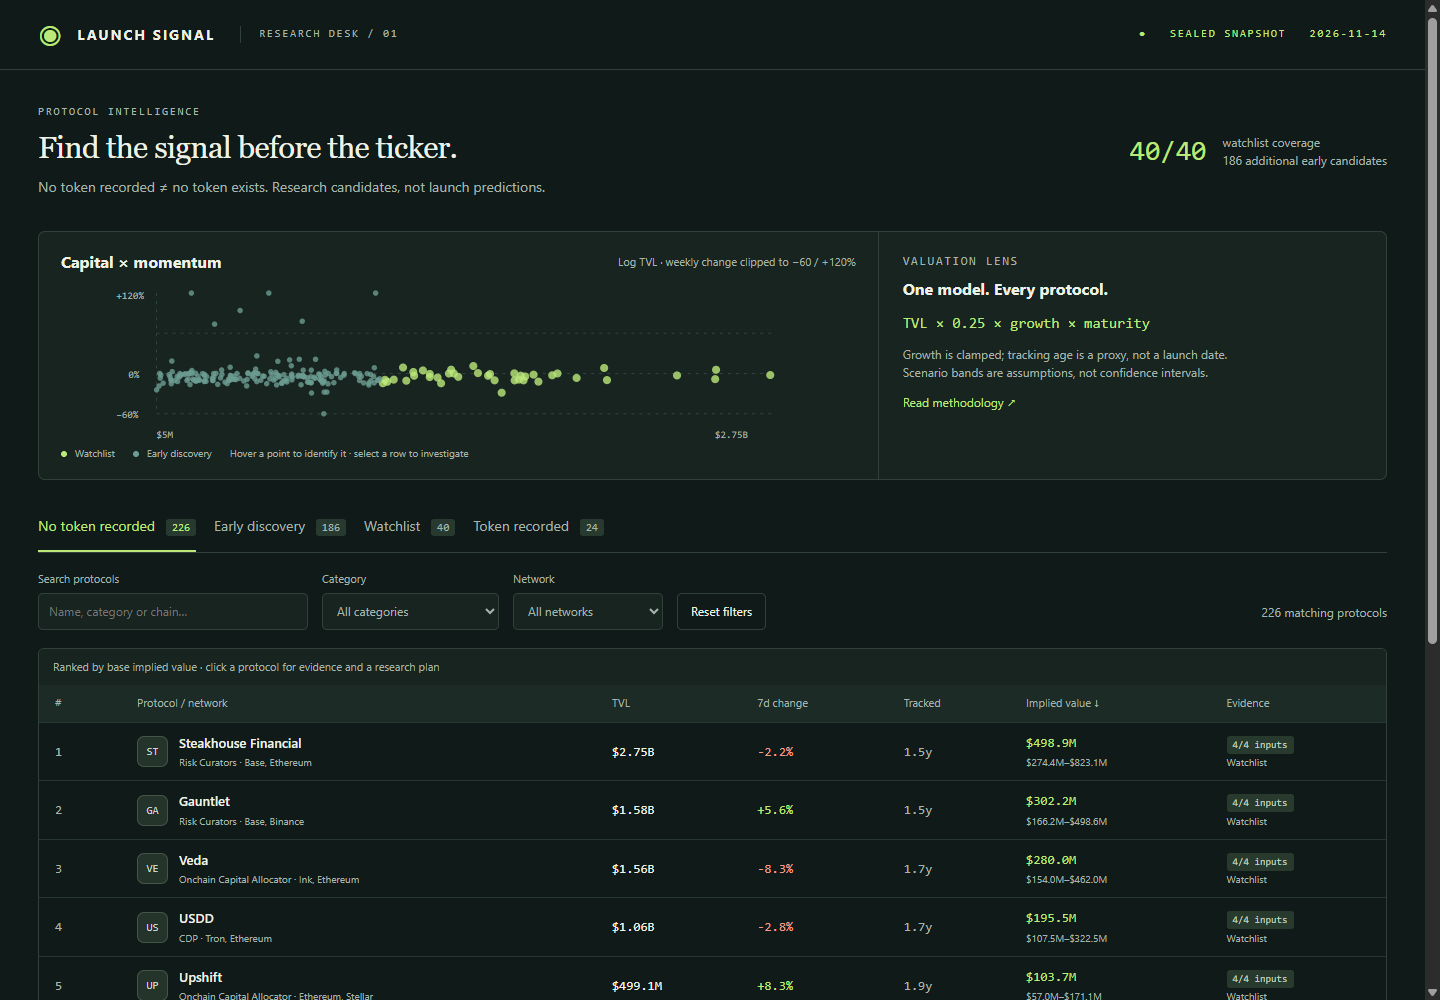 LAUNCH SIGNAL
RESEARCH DESK / 01
SEALED SNAPSHOT
2026-11-14
PROTOCOL INTELLIGENCE
Find the signal before the ticker.
No token recorded ≠ no token exists. Research candidates, not launch predictions.
40/40
watchlist coverage
186 additional early candidates
Capital × momentum
Log TVL · weekly change clipped to −60 / +120%
+120%
0%
−60%
$5M
$2.75B
Watchlist
Early discovery
Hover a point to identify it · select a row to investigate
VALUATION LENS
One model. Every protocol.
TVL × 0.25 × growth × maturity
Growth is clamped; tracking age is a proxy, not a launch date.
Scenario bands are assumptions, not confidence intervals.
Read methodology ↗
No token recorded 226
Early discovery 186
Watchlist 40
Token recorded 24
Search protocols
Category
Network
Name, category or chain...
All categories
All networks
Reset filters
226 matching protocols
Ranked by base implied value · click a protocol for evidence and a research plan
# Protocol / network TVL 7d change Tracked Implied value ↓ Evidence
1 ST Steakhouse Financial $2.75B -2.2% 1.5y $498.9M 4/4 inputs
Risk Curators · Base, Ethereum $274.4M–$823.1M Watchlist
2 GA Gauntlet $1.58B +5.6% 1.5y $302.2M 4/4 inputs
Risk Curators · Base, Binance $166.2M–$498.6M Watchlist
3 VE Veda $1.56B -8.3% 1.7y $280.0M 4/4 inputs
Onchain Capital Allocator · Ink, Ethereum $154.0M–$462.0M Watchlist
4 US USDD $1.06B -2.8% 1.7y $195.5M 4/4 inputs
CDP · Tron, Ethereum $107.5M–$322.5M Watchlist
5 UP Upshift $499.1M +8.3% 1.9y $103.7M 4/4 inputs
Onchain Capital Allocator · Ethereum, Stellar $57.0M–$171.1M Watchlist